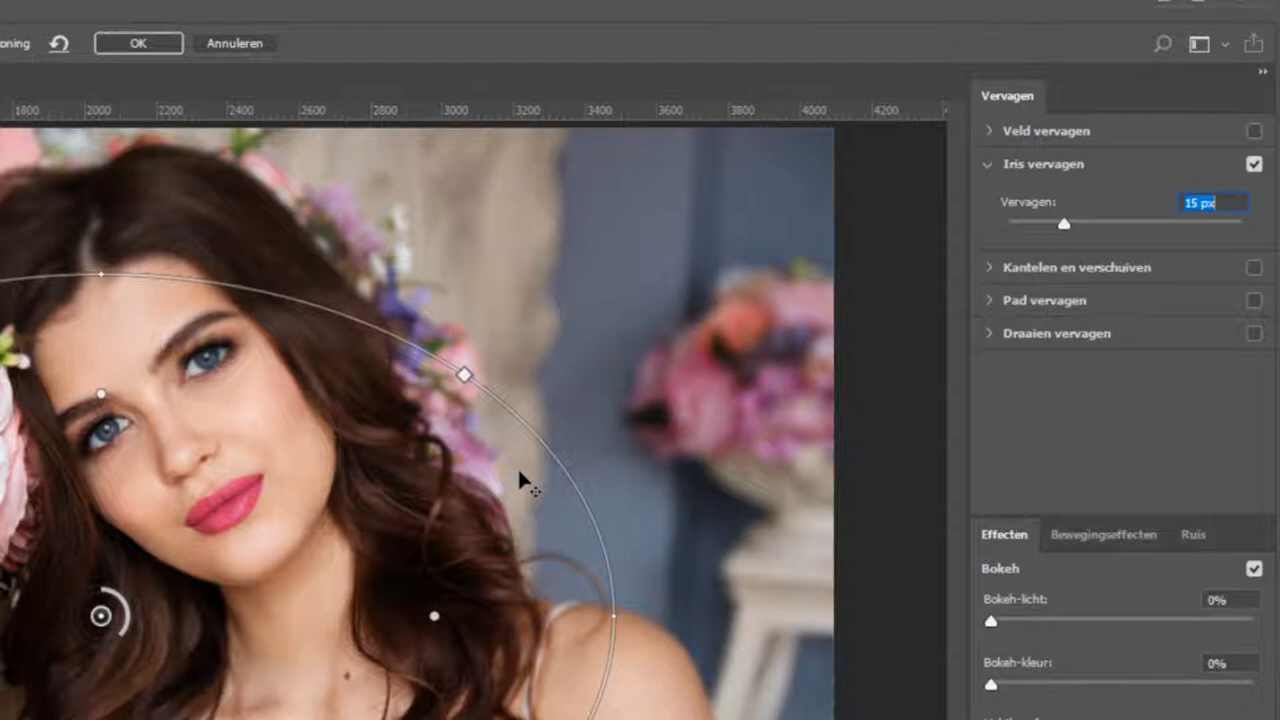 oning OK Annuleren
1800 2000 2200 2400 2600 2800 3000 3200 3400 3600 3800 4000 4200
Vervagen
Veld vervagen
Iris vervagen
Vervagen: 15 px
Kantelen en verschuiven
Pad vervagen
Draaien vervagen
Effecten Bewegingseffecten Ruis
Bokeh
Bokeh-licht: 0%
Bokeh-kleur: 0%